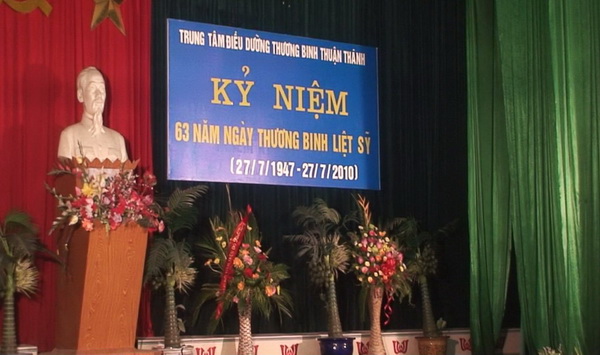 TRUNG TÂM ĐIỀU DƯỠNG THƯƠNG BINH THUẬN THÀNH
KỶ NIỆM
63 NĂM NGÀY THƯƠNG BINH LIỆT SỸ
(27/7/1947-27/7/2010)